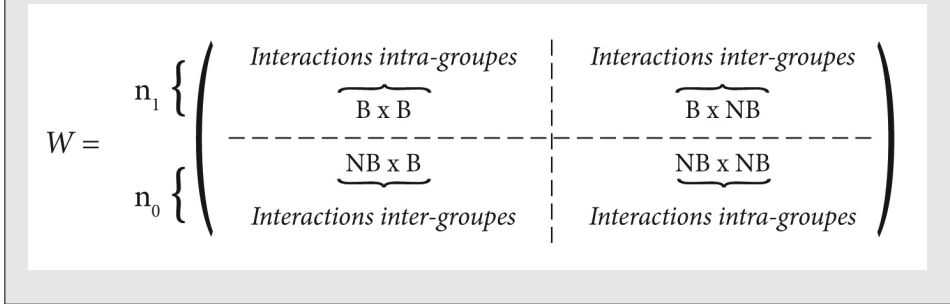 Interactions intra-groupes Interactions inter-groupes
n1 { B x B B x NB
W =
n0 { NB x B NB x NB
Interactions inter-groupes Interactions intra-groupes